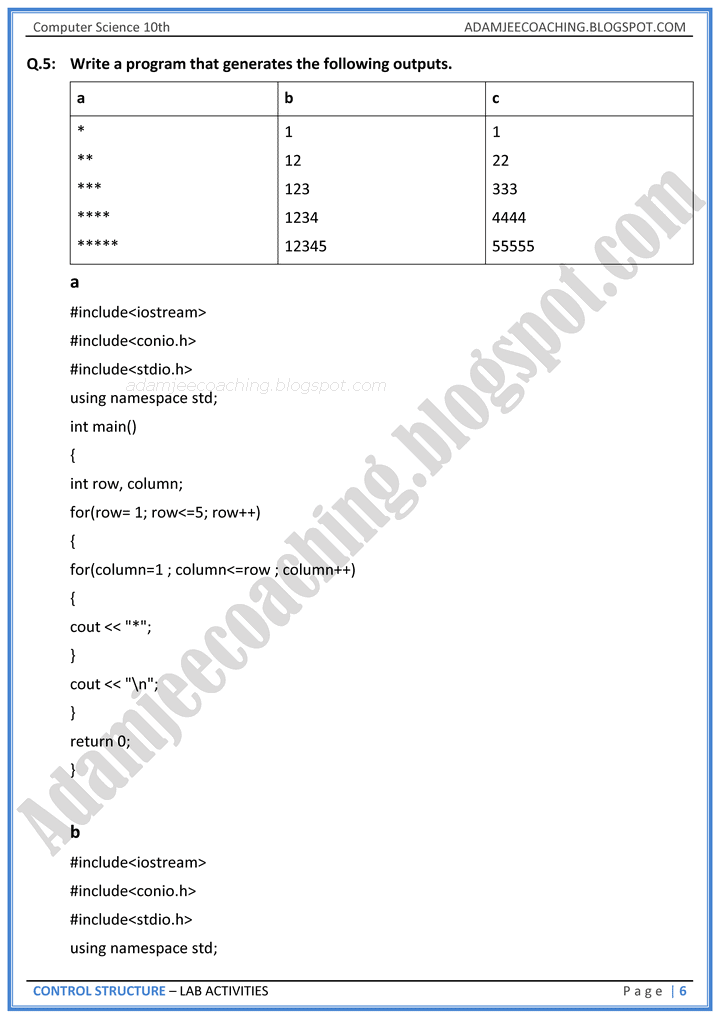 Computer Science 10th ADAMJEECOACHING.BLOGSPOT.COM
Q.5: Write a program that generates the following outputs.
a b c
* 1 1
** 12 22
*** 123 333
**** 1234 4444
***** 12345 55555
a
#include<iostream>
#include<conio.h>
#include<stdio.h>
adamjeecoaching.blogspot.com
using namespace std;
int main()
{
int row, column;
for(row= 1; row<=5; row++)
{
for(column=1 ; column<=row ; column++)
{
cout << "*";
}
cout << "\n";
}
return 0;
}
Adamjeecoaching.blogspot.com
b
#include<iostream>
#include<conio.h>
#include<stdio.h>
using namespace std;
CONTROL STRUCTURE – LAB ACTIVITIES P a g e | 6